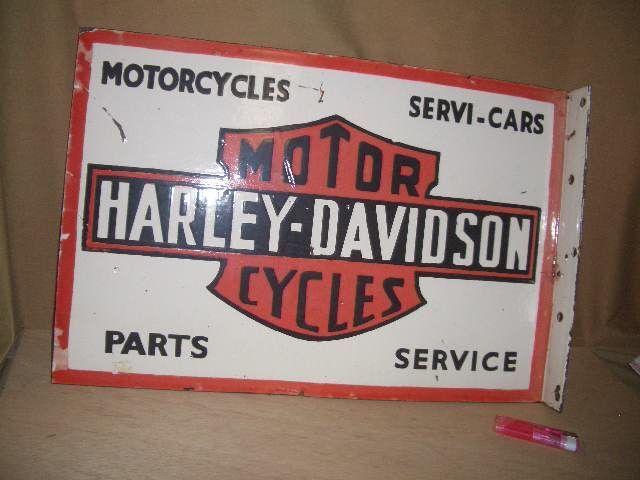 MOTORCYCLES
SERVI-CARS
MOTOR
HARLEY-DAVIDSON
CYCLES
PARTS
SERVICE